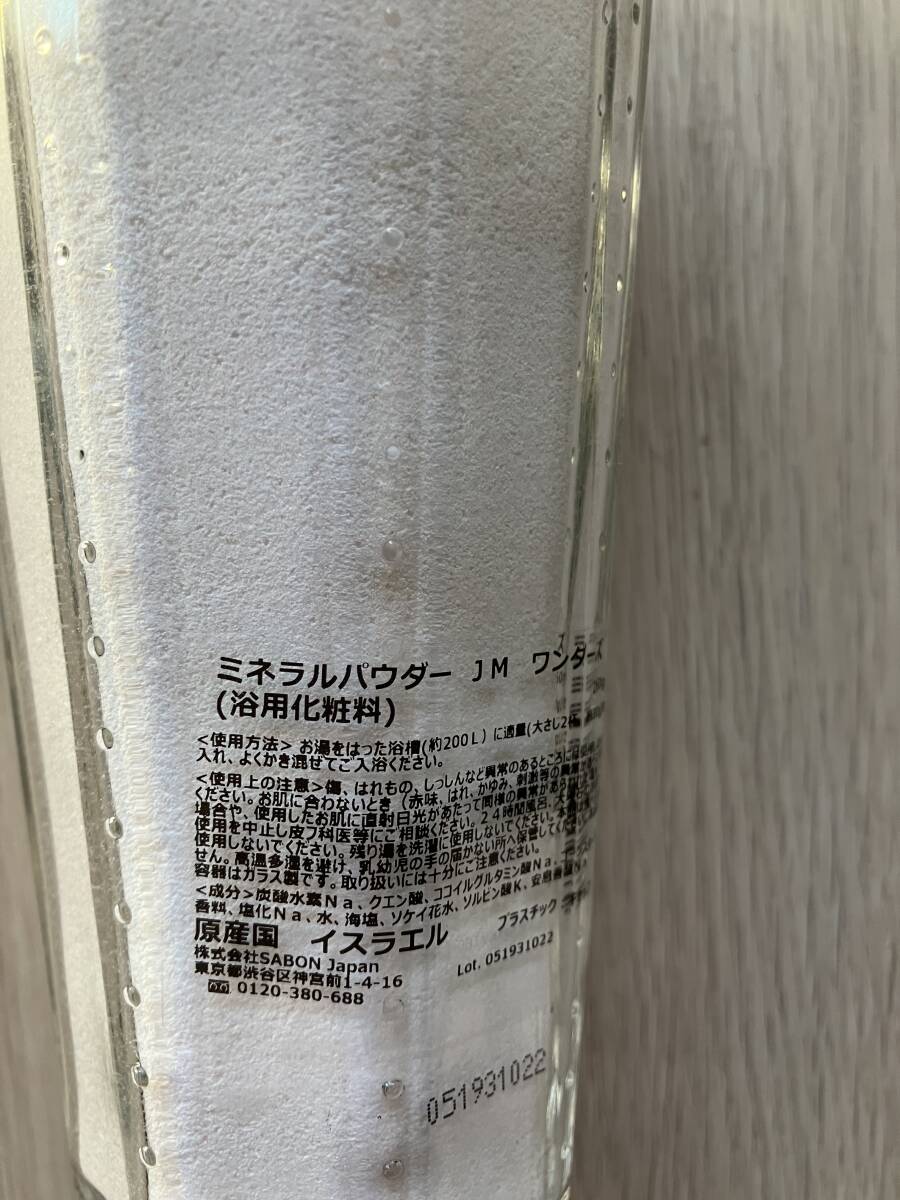 ミネラルパウダー JM ワンダーズ
(浴用化粧料)
<使用方法> お湯をはった浴槽(約200L)に適量(大さじ2
入れ、よくかき混ぜてご入浴ください。
<使用上の注意>傷、はれもの、しっしんなど異常のあるところには
ください。お肌に合わないとき(赤味、はれ、かゆみ、刺激等の異常が
場合や、使用したお肌に直射日光があたって同様の異常が
使用を中止し皮フ科医等にご相談ください。24時間風呂、
使用しないでください。残り湯を洗濯に使用しないでください。
せん。高温多湿を避け、乳幼児の手の届かない所へ保管してく
容器はガラス製です。取り扱いには十分にご注意ください。
<成分>炭酸水素Na、クエン酸、ココイルグルタミン酸Na、
香料、塩化Na、水、海塩、ソケイ花水、ソルビン酸K、安息香酸
原産国 イスラエル
プラスチック
株式会社SABON Japan
東京都渋谷区神宮前1-4-16
0120-380-688
Lot. 051931022
051931022